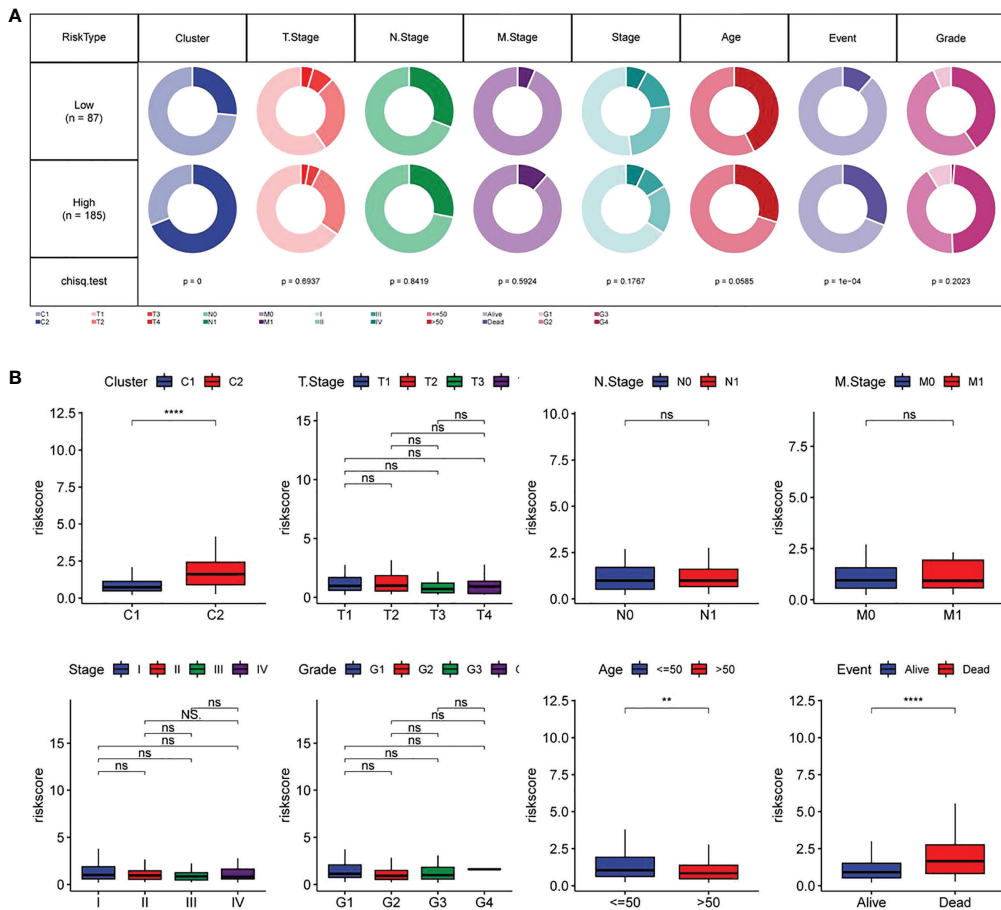 A
RiskType Cluster T.Stage N.Stage M.Stage Stage Age Event Grade
Low
(n = 87)
High
(n = 185)
chisq.test p = 0 p = 0.6937 p = 0.8419 p = 0.5924 p = 0.1767 p = 0.0585 p = 1e−04 p = 0.2023
C1 T1 T3 N0 M0 I III <=50 Alive G1 G3
C2 T2 T4 N1 M1 II IV >50 Dead G2 G4
B
Cluster C1 C2
riskscore
12.5
10.0
7.5
5.0
2.5
0.0
****
C1 C2
T.Stage T1 T2 T3
riskscore
15
10
5
0
ns
ns
ns
ns
ns
ns
T1 T2 T3 T4
N.Stage N0 N1
riskscore
10.0
7.5
5.0
2.5
0.0
ns
N0 N1
M.Stage M0 M1
riskscore
7.5
5.0
2.5
0.0
ns
M0 M1
Stage I II III IV
riskscore
15
10
5
0
ns
NS.
ns
ns
ns
ns
I II III IV
Grade G1 G2 G3
riskscore
15
10
5
0
ns
ns
ns
ns
ns
ns
G1 G2 G3 G4
Age <=50 >50
riskscore
12.5
10.0
7.5
5.0
2.5
0.0
**
<=50 >50
Event Alive Dead
riskscore
12.5
10.0
7.5
5.0
2.5
0.0
****
Alive Dead